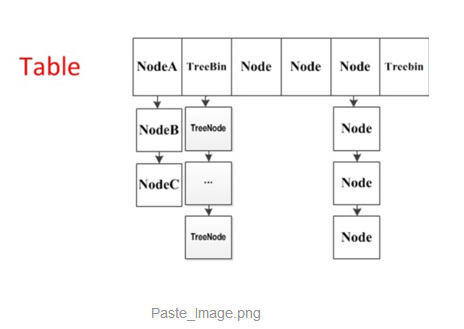 Table
NodeA TreeBin Node Node Node Treebin
NodeB TreeNode Node
NodeC ... Node
TreeNode Node
Paste_Image.png